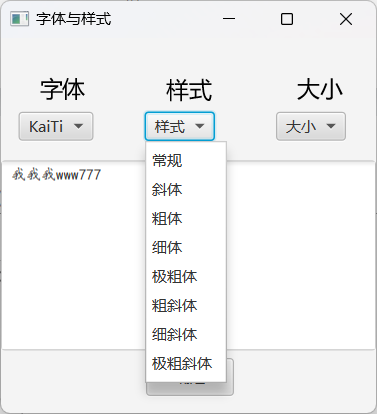 字体与样式
字体 样式 大小
KaiTi 样式 大小
我我我www777
常规
斜体
粗体
细体
极粗体
粗斜体
细斜体
极粗斜体